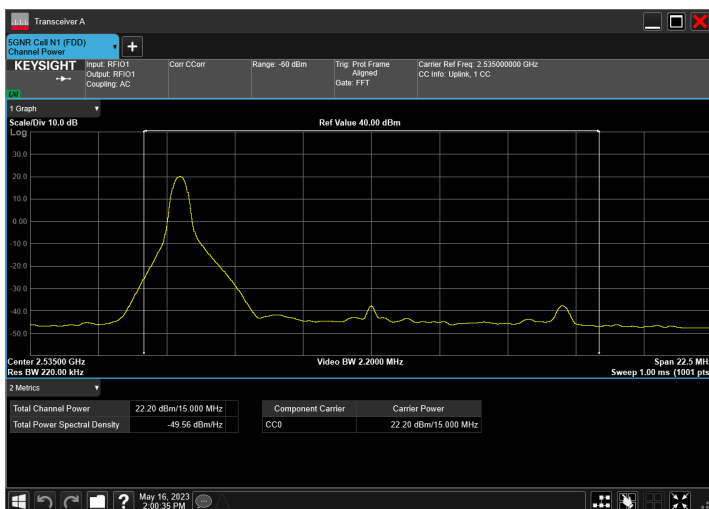 Transceiver A
5GNR Cell N1 (FDD)
Channel Power
KEYSIGHT
LXI
Input: RFIO1
Output: RFIO1
Coupling: AC
Corr CCorr
Range: -60 dBm
Trig: Prot Frame
Aligned
Gate: FFT
Carrier Ref Freq: 2.535000000 GHz
CC Info: Uplink, 1 CC
1 Graph
Scale/Div 10.0 dB
Ref Value 40.00 dBm
Log
30.0
20.0
10.0
0.00
-10.0
-20.0
-30.0
-40.0
-50.0
Center 2.53500 GHz
Video BW 2.2000 MHz
Span 22.5 MHz
Res BW 220.00 kHz
Sweep 1.00 ms (1001 pts)
2 Metrics
Total Channel Power 22.20 dBm/15.000 MHz
Total Power Spectral Density -49.56 dBm/Hz
Component Carrier Carrier Power
CC0 22.20 dBm/15.000 MHz
?
May 16, 2023
2:00:35 PM